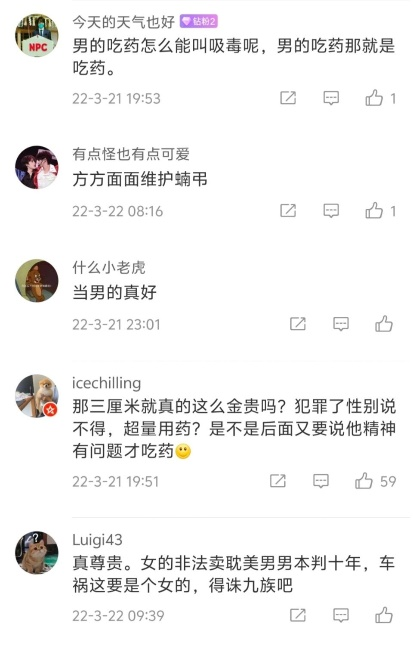 今天的天气也好 钻粉2
NPC
男的吃药怎么能叫吸毒呢，男的吃药那就是
吃药。
22-3-21 19:53
1
有点怪也有点可爱
方方面面维护蝻弔
22-3-22 08:16
1
什么小老虎
当男的真好
22-3-21 23:01
icechilling
那三厘米就真的这么金贵吗？犯罪了性别说
不得，超量用药？是不是后面又要说他精神
有问题才吃药😶
22-3-21 19:51
59
Luigi43
真尊贵。女的非法卖耽美男男本判十年，车
祸这要是个女的，得诛九族吧
22-3-22 09:39